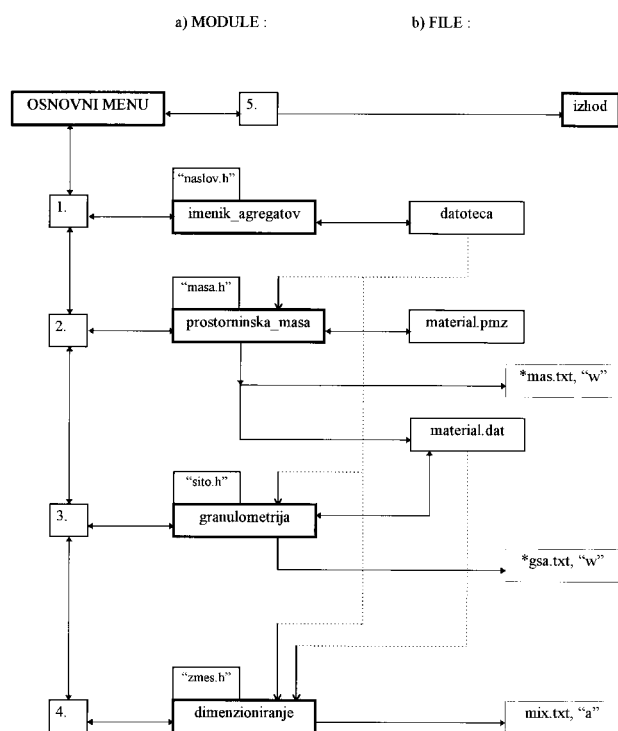 a) MODULE :
b) FILE :
OSNOVNI MENU
5.
izhod
“naslov.h”
1.
imenik_agregatov
datoteca
“masa.h”
2.
prostorninska_masa
material.pmz
*mas.txt, “w”
material.dat
“sito.h”
3.
granulometrija
*gsa.txt, “w”
“zmes.h”
4.
dimenzioniranje
mix.txt, “a”